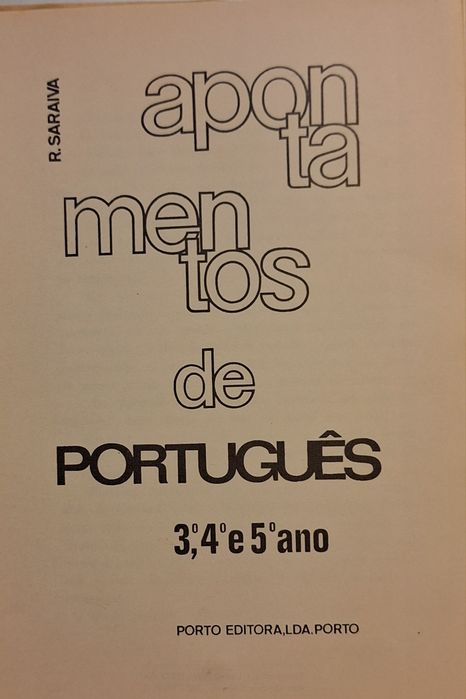 R. SARAIVA
apon
ta
men
tos
de
PORTUGUÊS
3º, 4º e 5º ano
PORTO EDITORA, LDA. PORTO